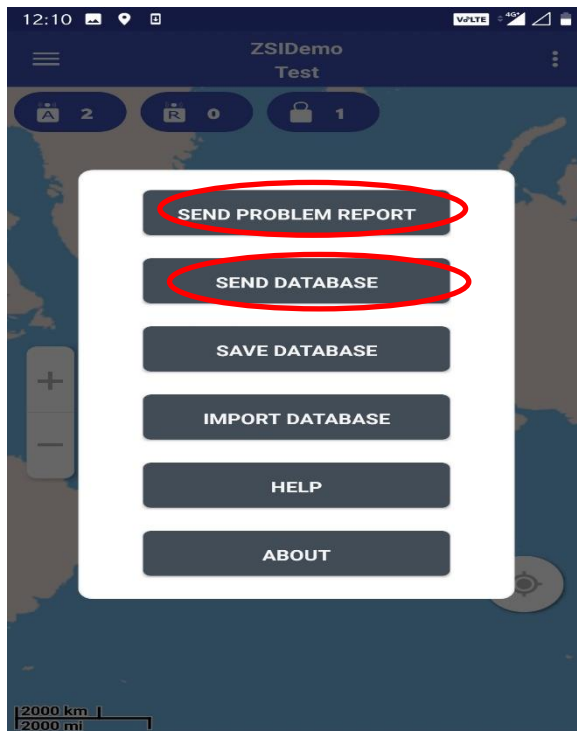 12:10
VoLTE 4G+
ZSIDemo
Test
A 2
R 0
1
SEND PROBLEM REPORT
SEND DATABASE
SAVE DATABASE
+
IMPORT DATABASE
−
HELP
ABOUT
2000 km
2000 mi